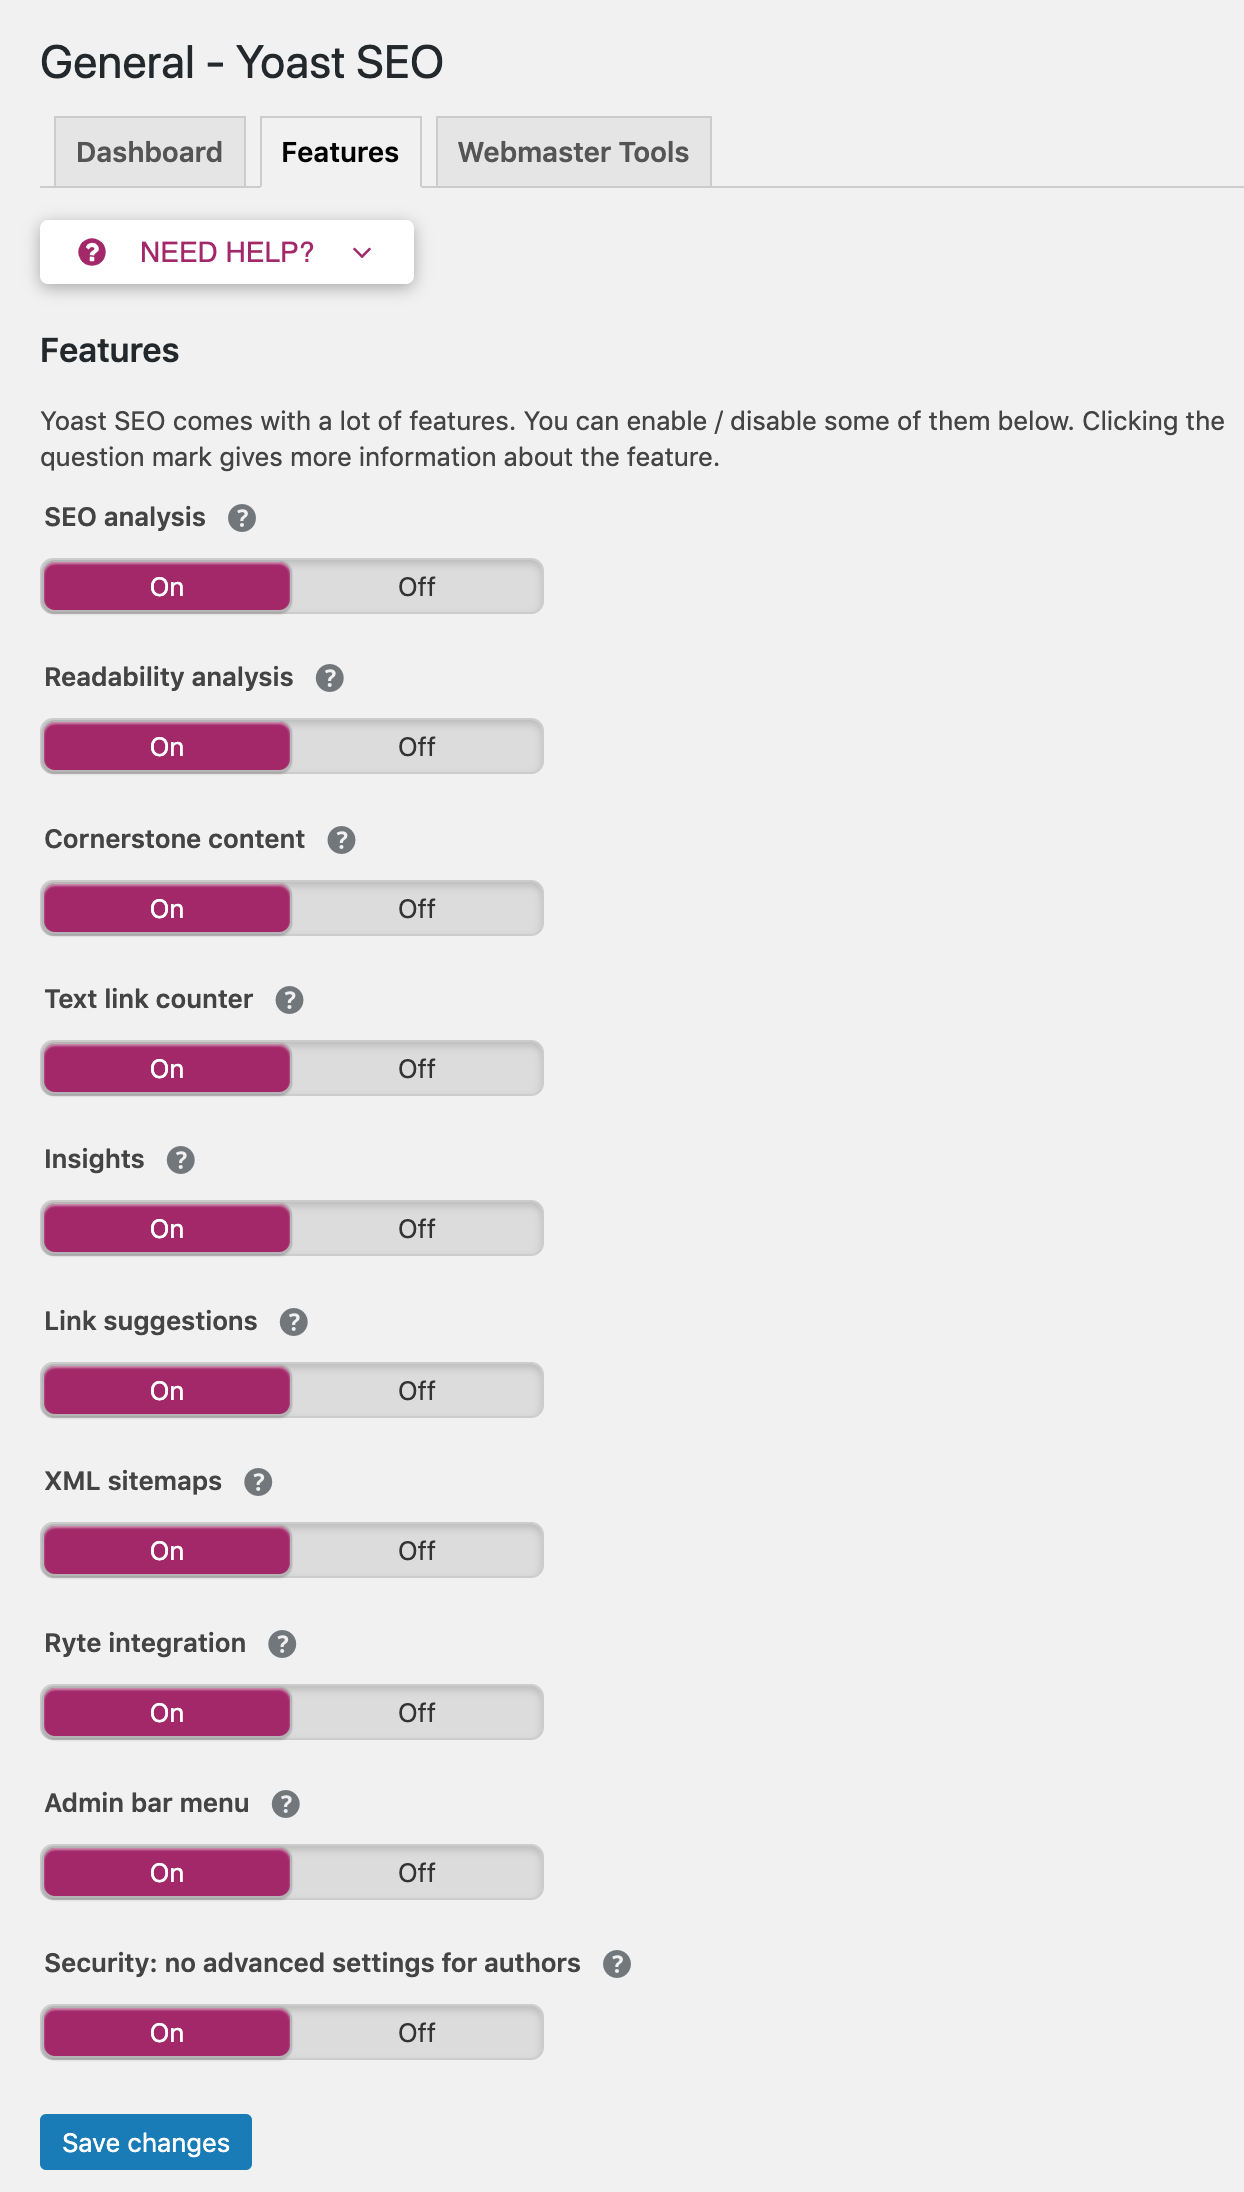 General - Yoast SEO
Dashboard Features Webmaster Tools
? NEED HELP?
Features
Yoast SEO comes with a lot of features. You can enable / disable some of them below. Clicking the
question mark gives more information about the feature.
SEO analysis ?
On Off
Readability analysis ?
On Off
Cornerstone content ?
On Off
Text link counter ?
On Off
Insights ?
On Off
Link suggestions ?
On Off
XML sitemaps ?
On Off
Ryte integration ?
On Off
Admin bar menu ?
On Off
Security: no advanced settings for authors ?
On Off
Save changes